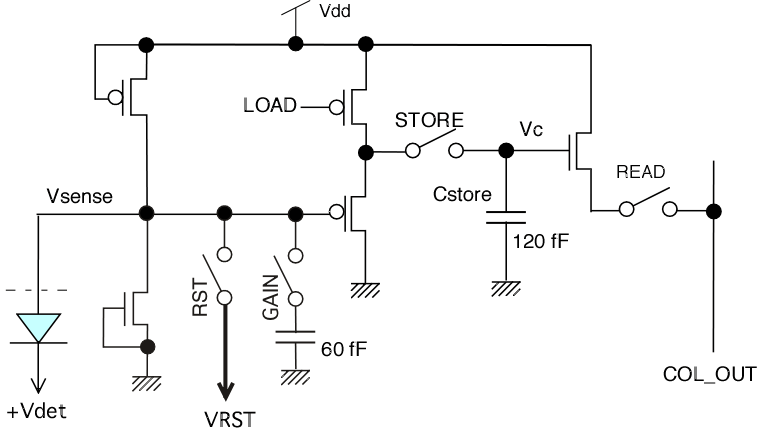 Vdd
LOAD
STORE
Vc
READ
Vsense
Cstore
120 fF
RST
GAIN
60 fF
+Vdet
VRST
COL_OUT